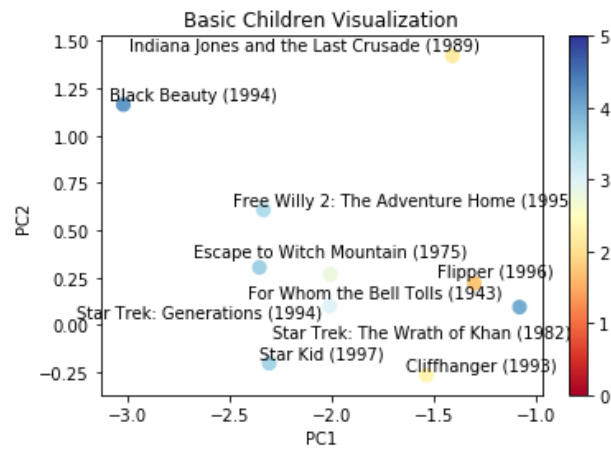 Basic Children Visualization
1.50
1.25
1.00
0.75
0.50
0.25
0.00
−0.25
PC2
Indiana Jones and the Last Crusade (1989)
Black Beauty (1994)
Free Willy 2: The Adventure Home (1995
Escape to Witch Mountain (1975)
Flipper (1996)
For Whom the Bell Tolls (1943)
Star Trek: Generations (1994)
Star Trek: The Wrath of Khan (1982)
Star Kid (1997)
Cliffhanger (1993)
−3.0 −2.5 −2.0 −1.5 −1.0
PC1
5
4
3
2
1
0